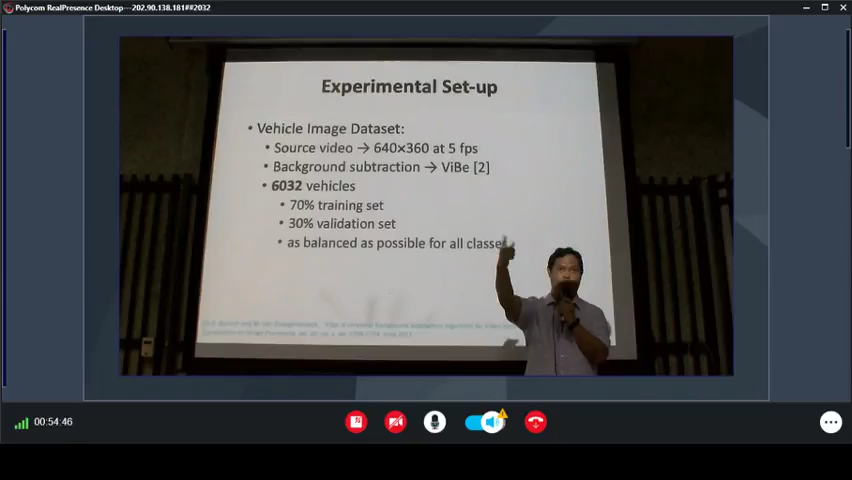 Polycom RealPresence Desktop---202.90.138.181##2032
Experimental Set-up
• Vehicle Image Dataset:
• Source video → 640×360 at 5 fps
• Background subtraction → ViBe [2]
• 6032 vehicles
• 70% training set
• 30% validation set
• as balanced as possible for all classes
00:54:46